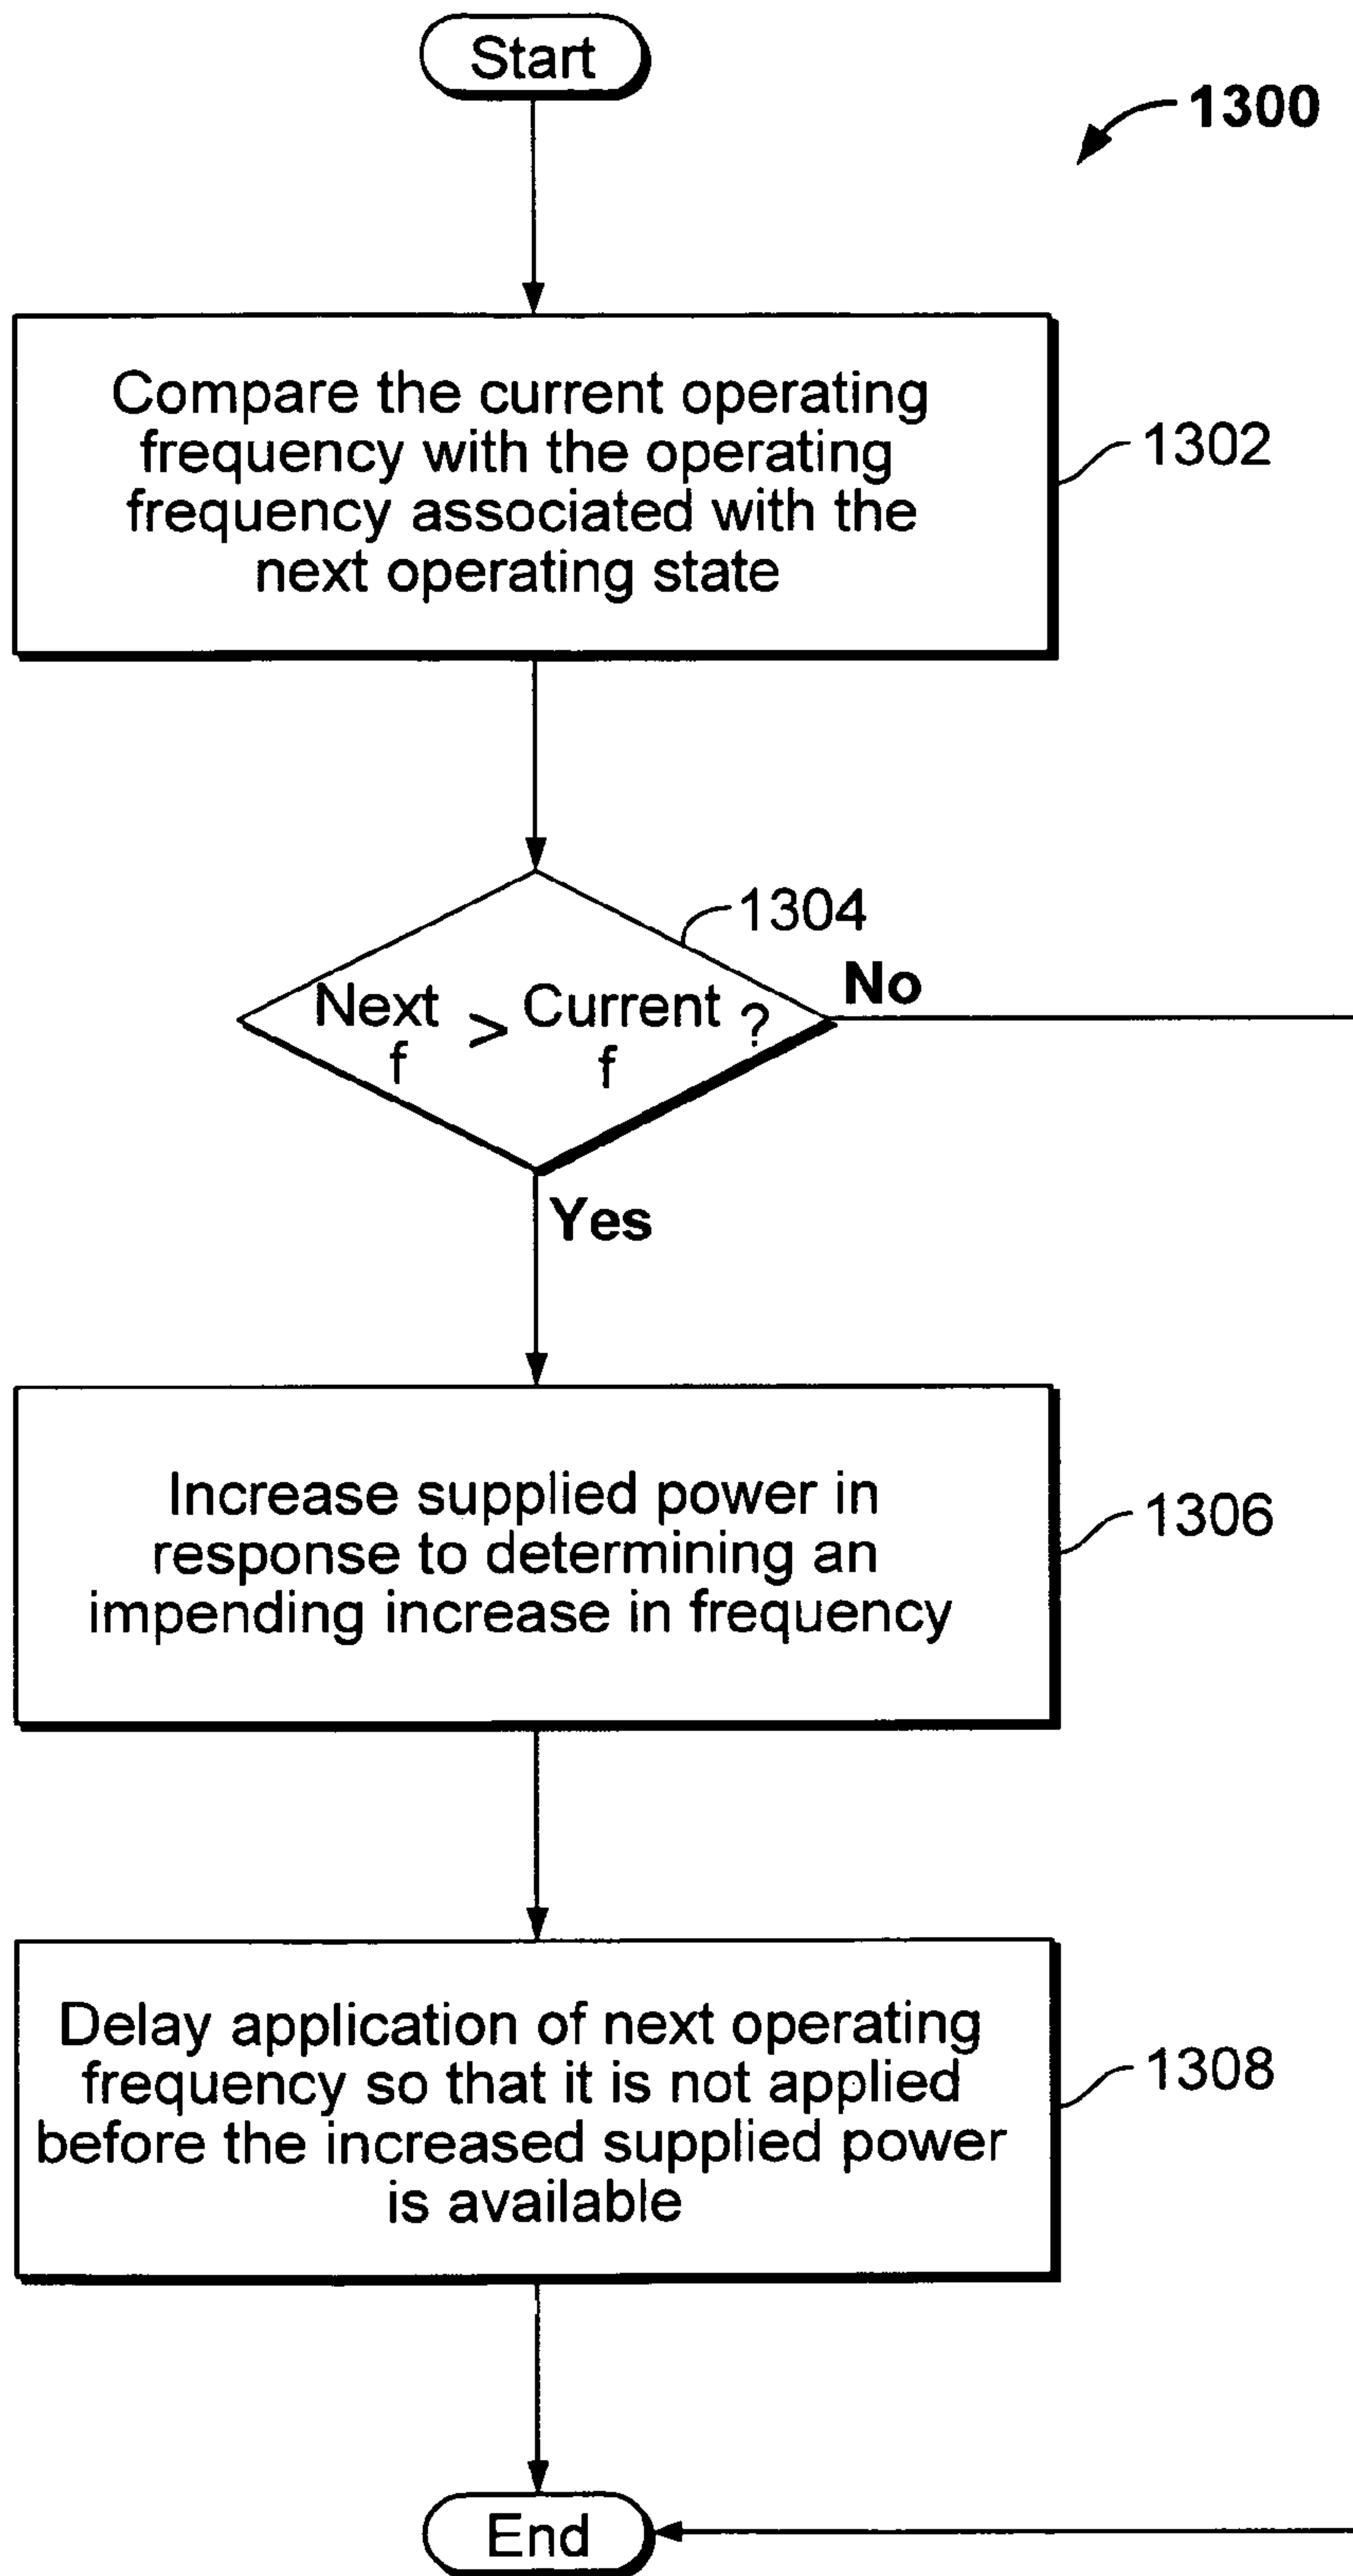 Start
1300
Compare the current operating
frequency with the operating
frequency associated with the
next operating state
1302
1304
No
Next f > Current f ?
Yes
Increase supplied power in
response to determining an
impending increase in frequency
1306
Delay application of next operating
frequency so that it is not applied
before the increased supplied power
is available
1308
End